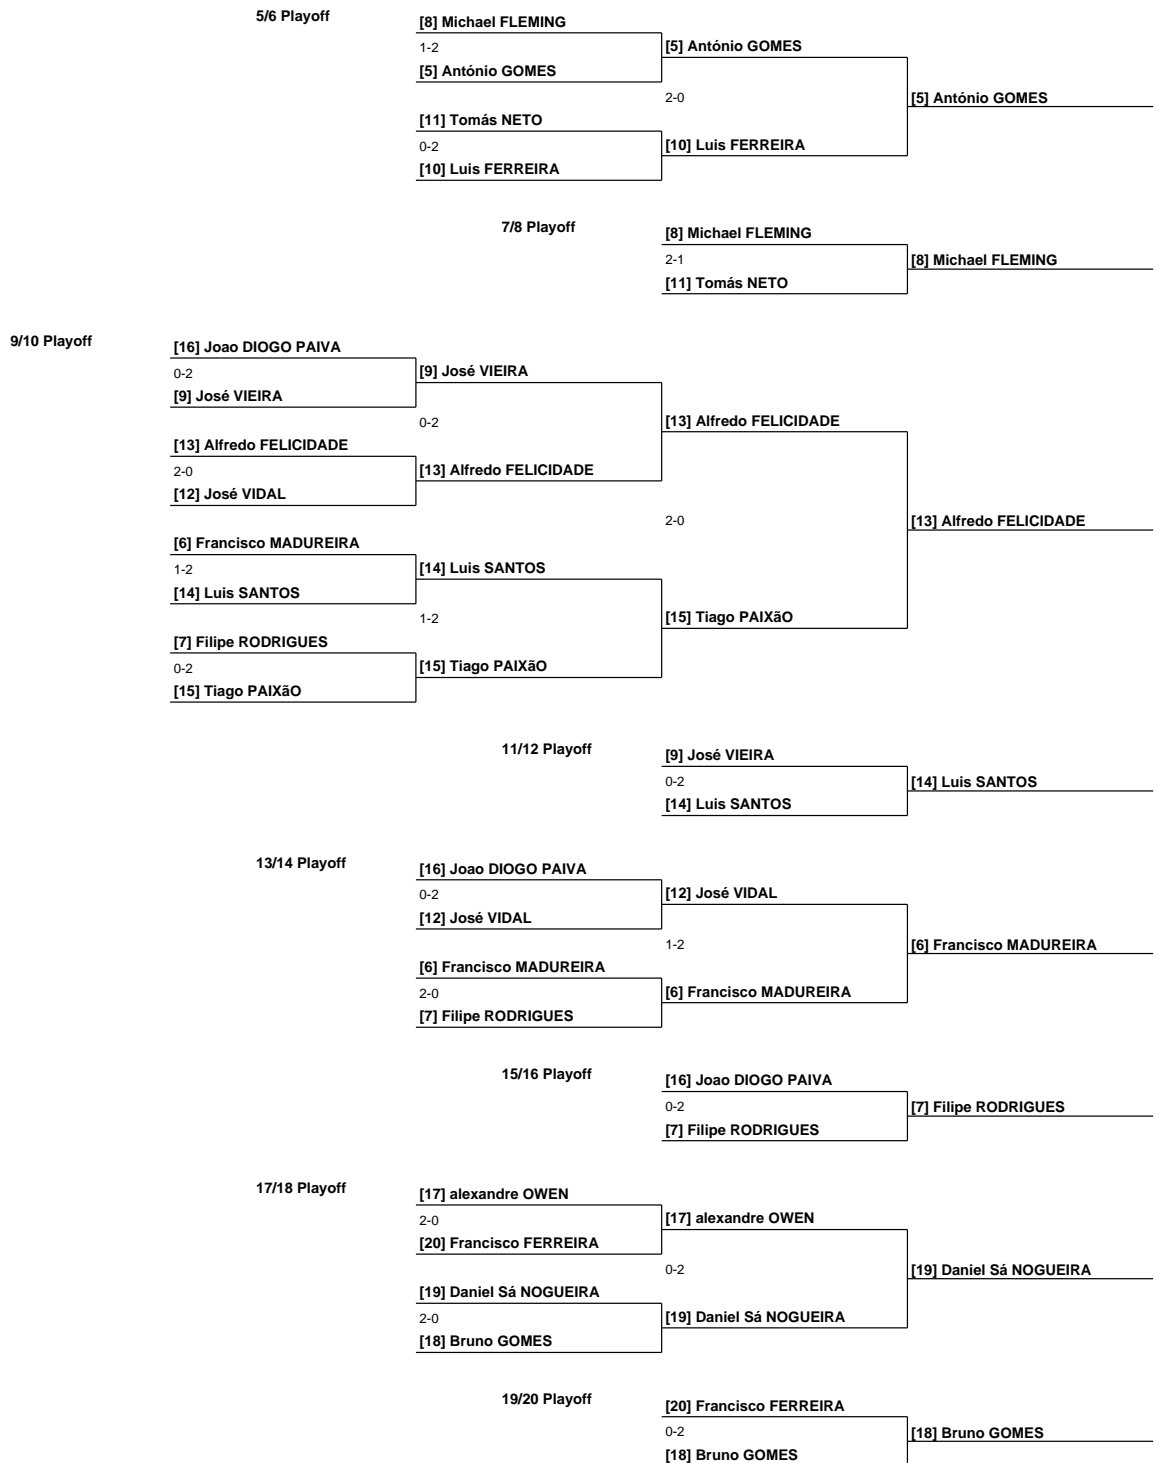 5/6 Playoff
[8] Michael FLEMING
1-2
[5] António GOMES
[5] António GOMES
2-0
[5] António GOMES
[11] Tomás NETO
0-2
[10] Luis FERREIRA
[10] Luis FERREIRA
7/8 Playoff
[8] Michael FLEMING
2-1
[8] Michael FLEMING
[11] Tomás NETO
9/10 Playoff
[16] Joao DIOGO PAIVA
0-2
[9] José VIEIRA
[9] José VIEIRA
0-2
[13] Alfredo FELICIDADE
[13] Alfredo FELICIDADE
2-0
[13] Alfredo FELICIDADE
[12] José VIDAL
2-0
[13] Alfredo FELICIDADE
[6] Francisco MADUREIRA
1-2
[14] Luis SANTOS
[14] Luis SANTOS
1-2
[15] Tiago PAIXãO
[7] Filipe RODRIGUES
0-2
[15] Tiago PAIXãO
[15] Tiago PAIXãO
11/12 Playoff
[9] José VIEIRA
0-2
[14] Luis SANTOS
[14] Luis SANTOS
13/14 Playoff
[16] Joao DIOGO PAIVA
0-2
[12] José VIDAL
[12] José VIDAL
1-2
[6] Francisco MADUREIRA
[6] Francisco MADUREIRA
2-0
[6] Francisco MADUREIRA
[7] Filipe RODRIGUES
15/16 Playoff
[16] Joao DIOGO PAIVA
0-2
[7] Filipe RODRIGUES
[7] Filipe RODRIGUES
17/18 Playoff
[17] alexandre OWEN
2-0
[17] alexandre OWEN
[20] Francisco FERREIRA
0-2
[19] Daniel Sá NOGUEIRA
[19] Daniel Sá NOGUEIRA
2-0
[19] Daniel Sá NOGUEIRA
[18] Bruno GOMES
19/20 Playoff
[20] Francisco FERREIRA
0-2
[18] Bruno GOMES
[18] Bruno GOMES